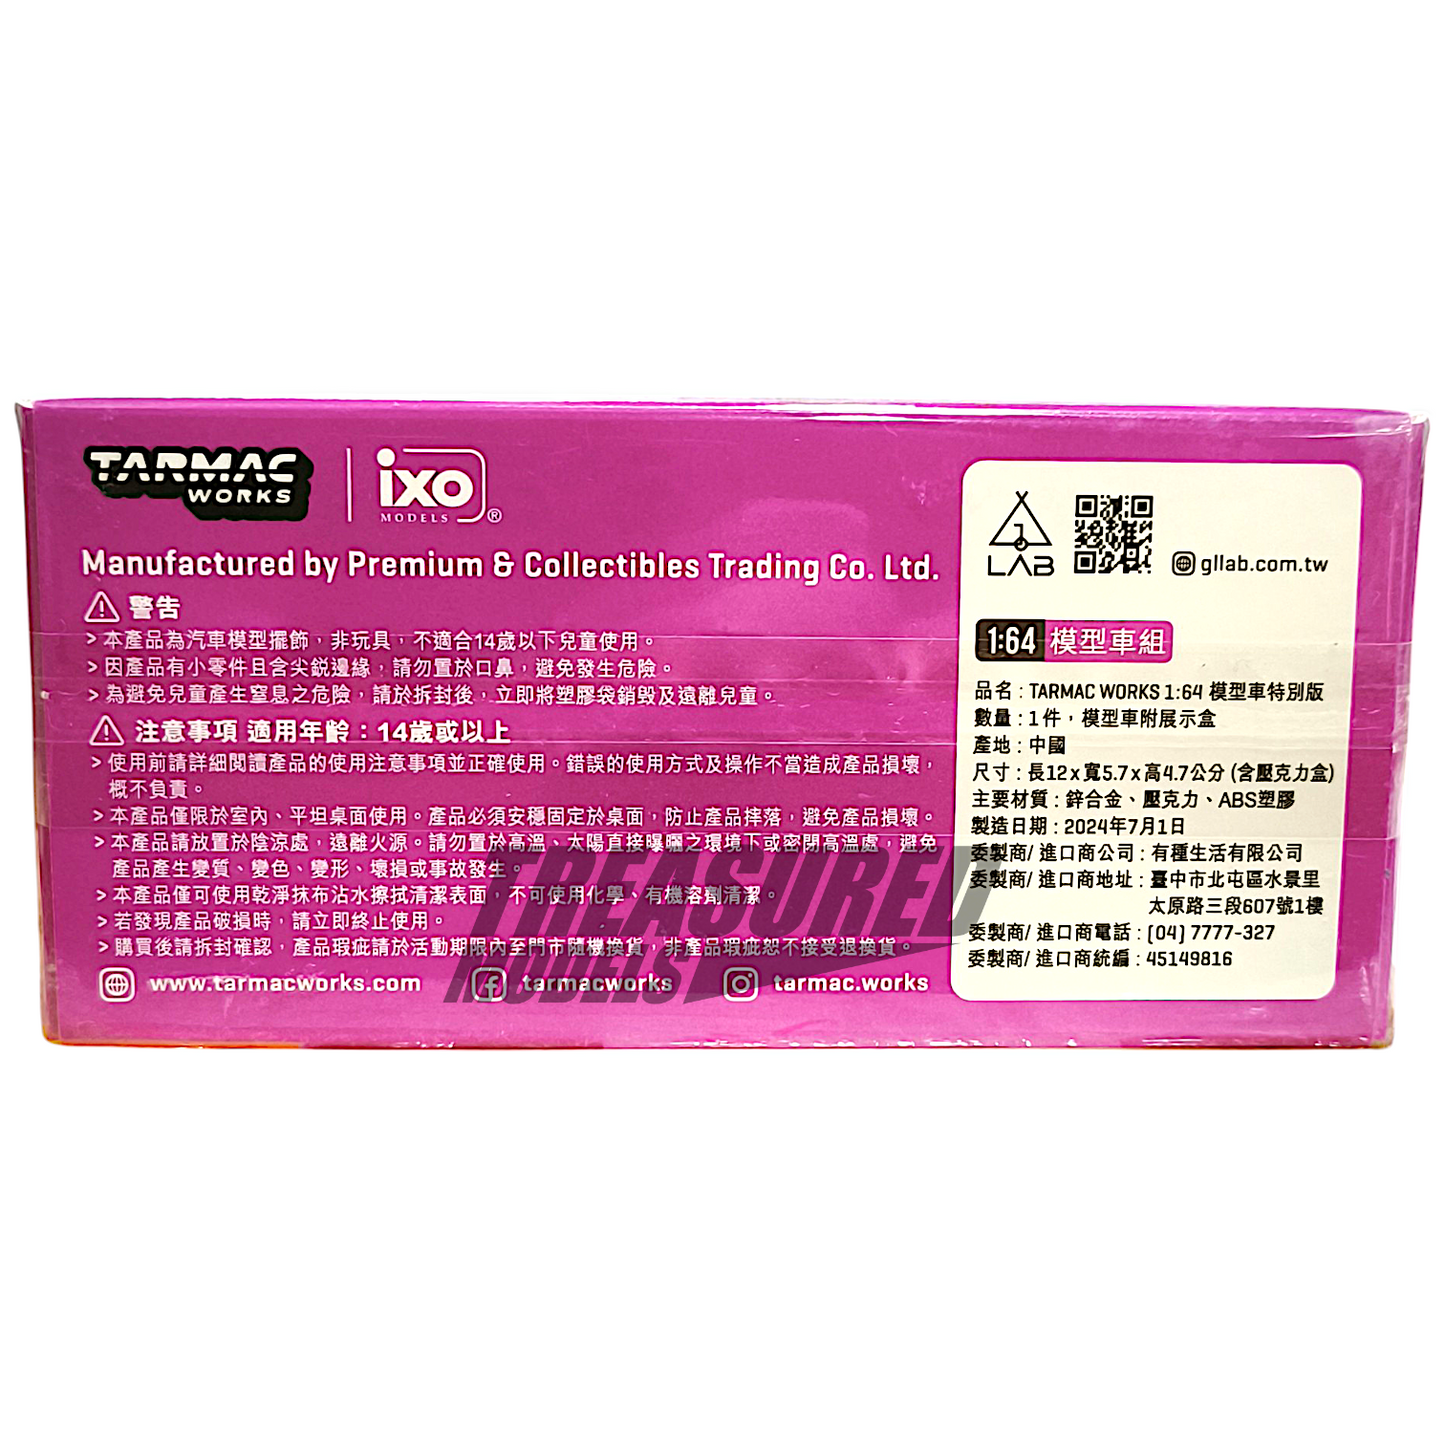 TARMAC
WORKS
ixo
MODELS ®
Manufactured by Premium & Collectibles Trading Co. Ltd.
警告
> 本產品為汽車模型擺飾，非玩具，不適合14歲以下兒童使用。
> 因產品有小零件且含尖銳邊緣，請勿置於口鼻，避免發生危險。
> 為避免兒童產生窒息之危險，請於拆封後，立即將塑膠袋銷毀及遠離兒童。
注意事項 適用年齡：14歲或以上
> 使用前請詳細閱讀產品的使用注意事項並正確使用。錯誤的使用方式及操作不當造成產品損壞，
概不負責。
> 本產品僅限於室內、平坦桌面使用。產品必須安穩固定於桌面，防止產品摔落，避免產品損壞。
> 本產品請放置於陰涼處，遠離火源。請勿置於高溫、太陽直接曝曬之環境下或密閉高溫處，避免
產品產生變質、變色、變形、壞損或事故發生。
> 本產品僅可使用乾淨抹布沾水擦拭清潔表面，不可使用化學、有機溶劑清潔。
> 若發現產品破損時，請立即終止使用。
> 購買後請拆封確認，產品瑕疵請於活動期限內至門市隨機換貨，非產品瑕疵恕不接受退換貨。
www.tarmacworks.com
tarmacworks
tarmac.works
TREASURED
MODELS
LAB
gllab.com.tw
1:64 模型車組
品名 : TARMAC WORKS 1:64 模型車特別版
數量 : 1件，模型車附展示盒
產地 : 中國
尺寸 : 長12 x 寬5.7 x 高4.7公分 (含壓克力盒)
主要材質 : 鋅合金、壓克力、ABS塑膠
製造日期 : 2024年7月1日
委製商/ 進口商公司 : 有種生活有限公司
委製商/ 進口商地址 : 臺中市北屯區水景里
太原路三段607號1樓
委製商/ 進口商電話 : (04) 7777-327
委製商/ 進口商統編 : 45149816